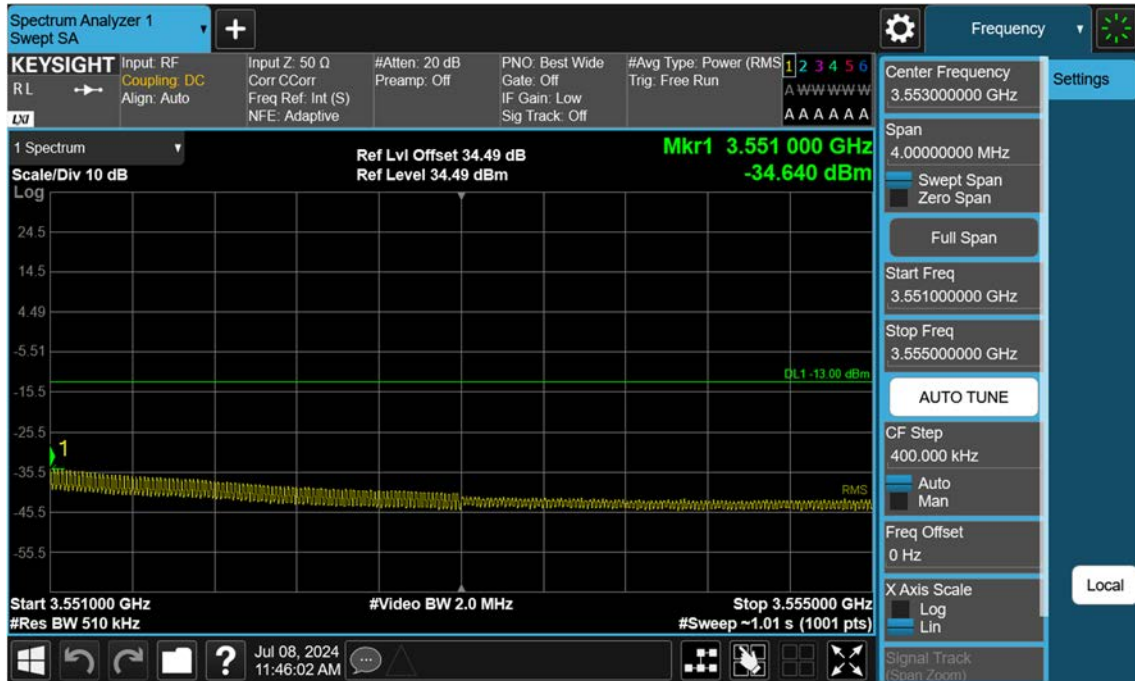 Spectrum Analyzer 1
Swept SA
Frequency
KEYSIGHT
RL
LXI
Input: RF
Coupling: DC
Align: Auto
Input Z: 50 Ω
Corr CCorr
Freq Ref: Int (S)
NFE: Adaptive
#Atten: 20 dB
Preamp: Off
PNO: Best Wide
Gate: Off
IF Gain: Low
Sig Track: Off
#Avg Type: Power (RMS
Trig: Free Run
1 2 3 4 5 6
A W W W W W
A A A A A A
1 Spectrum
Scale/Div 10 dB
Log
Ref Lvl Offset 34.49 dB
Ref Level 34.49 dBm
Mkr1 3.551 000 GHz
-34.640 dBm
24.5
14.5
4.49
-5.51
DL1 -13.00 dBm
-15.5
-25.5
1
-35.5
RMS
-45.5
-55.5
Start 3.551000 GHz
#Res BW 510 kHz
#Video BW 2.0 MHz
Stop 3.555000 GHz
#Sweep ~1.01 s (1001 pts)
Center Frequency
3.553000000 GHz
Span
4.00000000 MHz
Swept Span
Zero Span
Full Span
Start Freq
3.551000000 GHz
Stop Freq
3.555000000 GHz
AUTO TUNE
CF Step
400.000 kHz
Auto
Man
Freq Offset
0 Hz
X Axis Scale
Log
Lin
Signal Track
(Span Zoom)
Settings
Local
?
Jul 08, 2024
11:46:02 AM